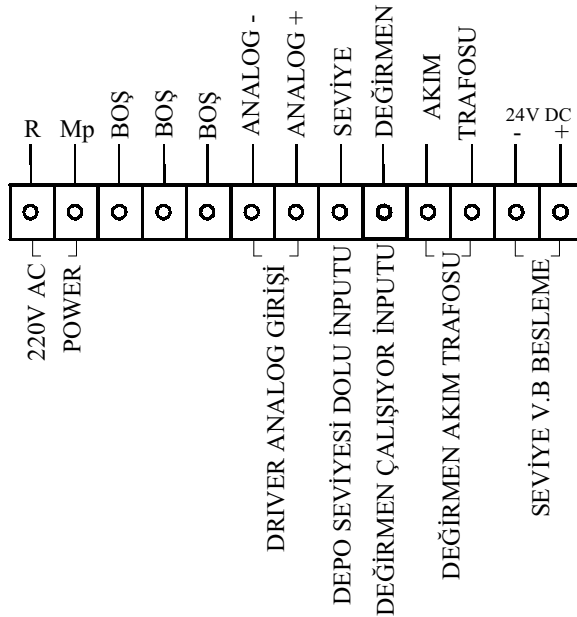 R
Mp
BOŞ
BOŞ
BOŞ
ANALOG -
ANALOG +
SEVİYE
DEĞİRMEN
AKIM
TRAFOSU
24V DC
- +
220V AC
POWER
DRIVER ANALOG GİRİŞİ
DEPO SEVİYESİ DOLU İNPUTU
DEĞİRMEN ÇALIŞIYOR İNPUTU
DEĞİRMEN AKIM TRAFOSU
SEVİYE V.B BESLEME